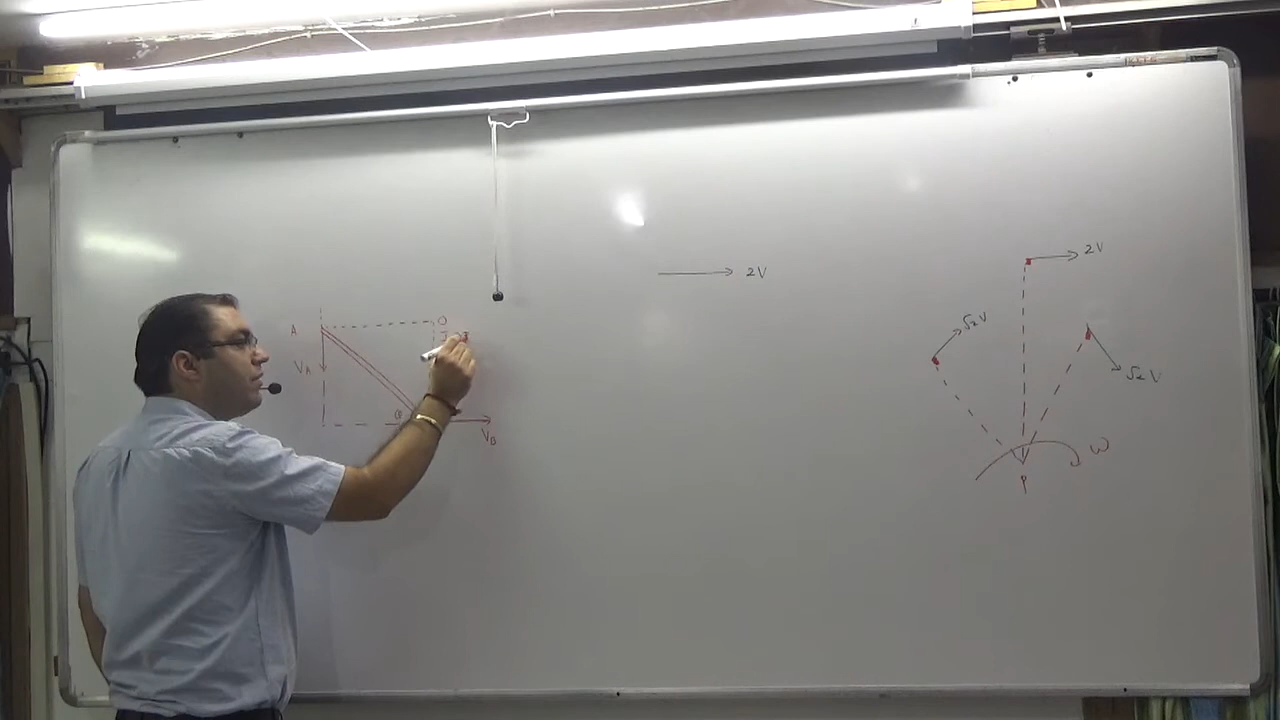 A
O
V_A
θ
V_B
2V
2V
√2 V
√2 V
ω
P